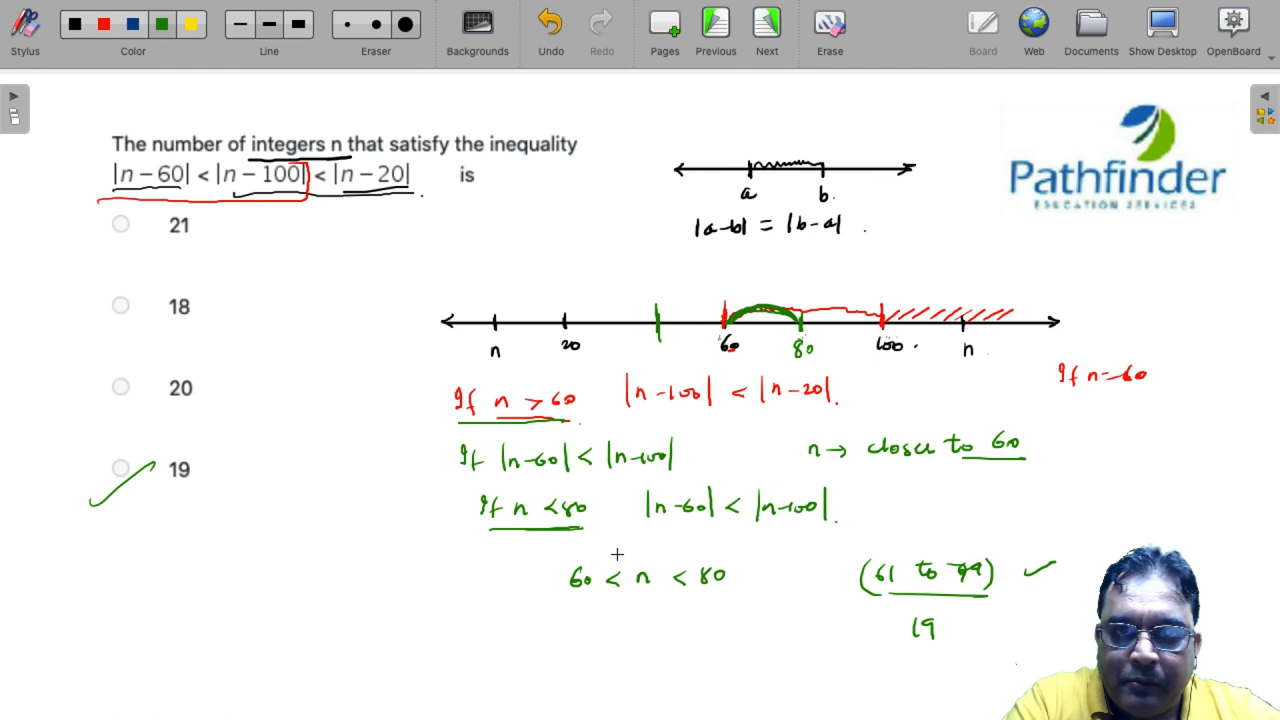 Stylus
Color
Line
Eraser
Backgrounds
Undo
Redo
Pages
Previous
Next
Erase
Board
Web
Documents
Show Desktop
OpenBoard
The number of integers n that satisfy the inequality
|n − 60| < |n − 100| < |n − 20| is
21
18
20
19
a b
|a-b| = |b-a|
Pathfinder
EDUCATION SERVICES
n 20 60 80 100 n
If n = 60
If n > 60 |n-100| < |n-20|.
If |n-60| < |n-100| n → closer to 60
If n < 80 |n-60| < |n-100|.
60 < n < 80 (61 to 79)
19